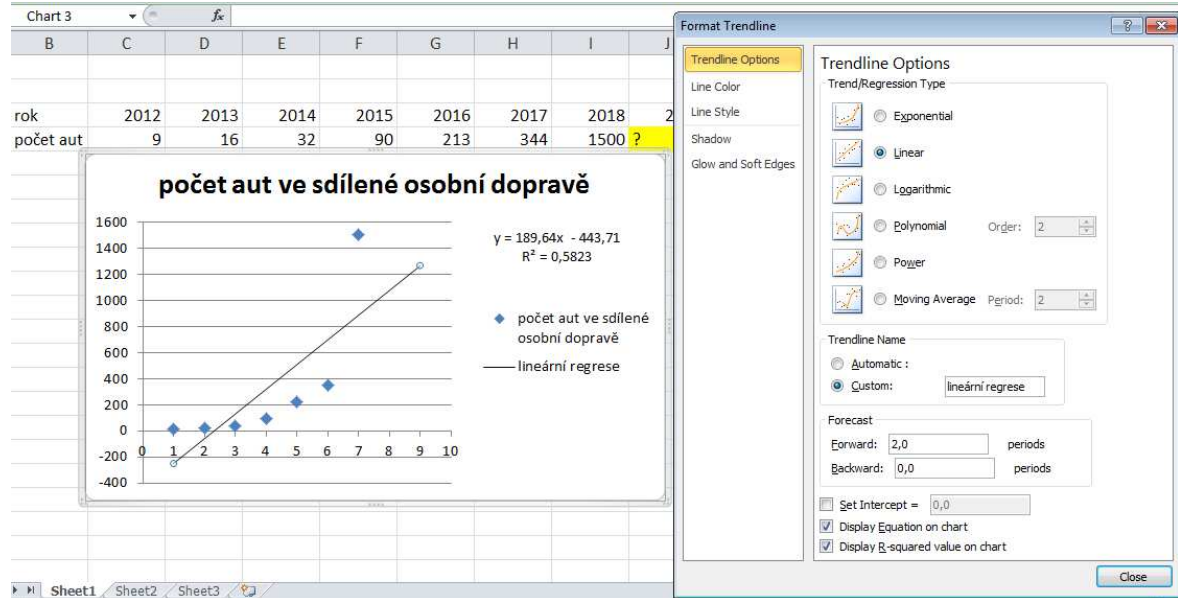 Chart 3
fx
B C D E F G H I J
rok 2012 2013 2014 2015 2016 2017 2018 2
počet aut 9 16 32 90 213 344 1500 ?
počet aut ve sdílené osobní dopravě
1600
1400
1200
1000
800
600
400
200
0
-200
-400
0 1 2 3 4 5 6 7 8 9 10
y = 189,64x - 443,71
R² = 0,5823
počet aut ve sdílené
osobní dopravě
lineární regrese
Sheet1 Sheet2 Sheet3
Format Trendline
Trendline Options
Line Color
Line Style
Shadow
Glow and Soft Edges
Trendline Options
Trend/Regression Type
Exponential
Linear
Logarithmic
Polynomial Order: 2
Power
Moving Average Period: 2
Trendline Name
Automatic :
Custom: lineární regrese
Forecast
Forward: 2,0 periods
Backward: 0,0 periods
Set Intercept = 0,0
Display Equation on chart
Display R-squared value on chart
Close